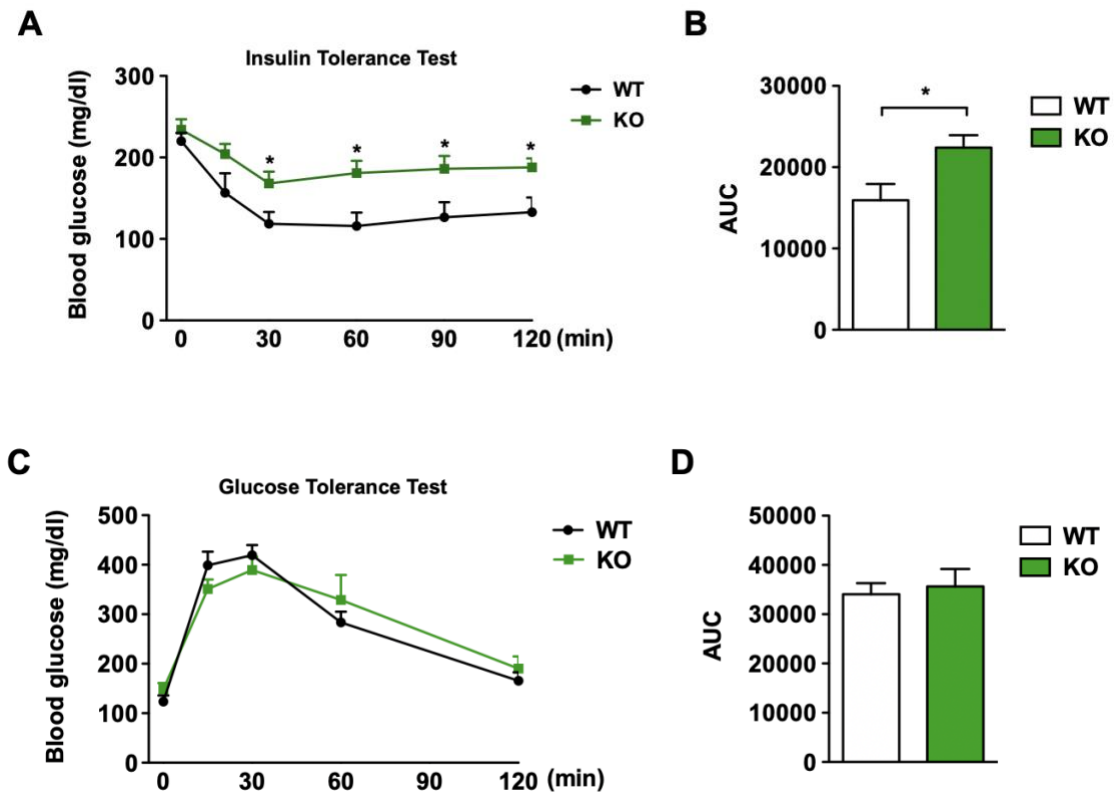 A
Insulin Tolerance Test
Blood glucose (mg/dl)
300
200
100
0
* * * *
0 30 60 90 120 (min)
WT
KO
B
AUC
30000
20000
10000
0
*
WT
KO
C
Glucose Tolerance Test
Blood glucose (mg/dl)
500
400
300
200
100
0
0 30 60 90 120 (min)
WT
KO
D
AUC
50000
40000
30000
20000
10000
0
WT
KO